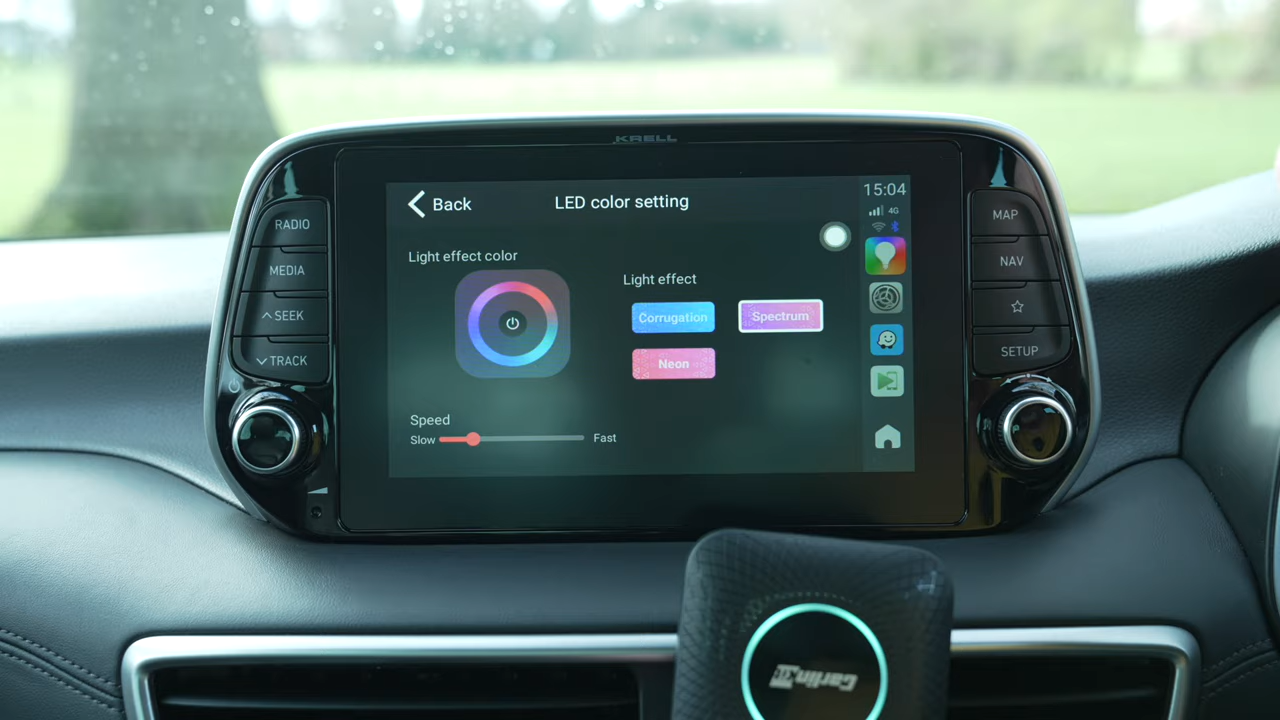 KRELL
RADIO
MEDIA
SEEK
TRACK
Back
LED color setting
Light effect color
Light effect
Corrugation
Spectrum
Neon
Speed
Slow
Fast
15:04
4G
MAP
NAV
SETUP
Carlin